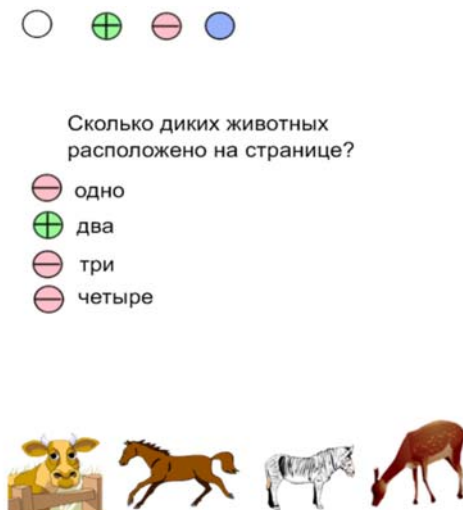 Сколько диких животных
расположено на странице?
одно
два
три
четыре